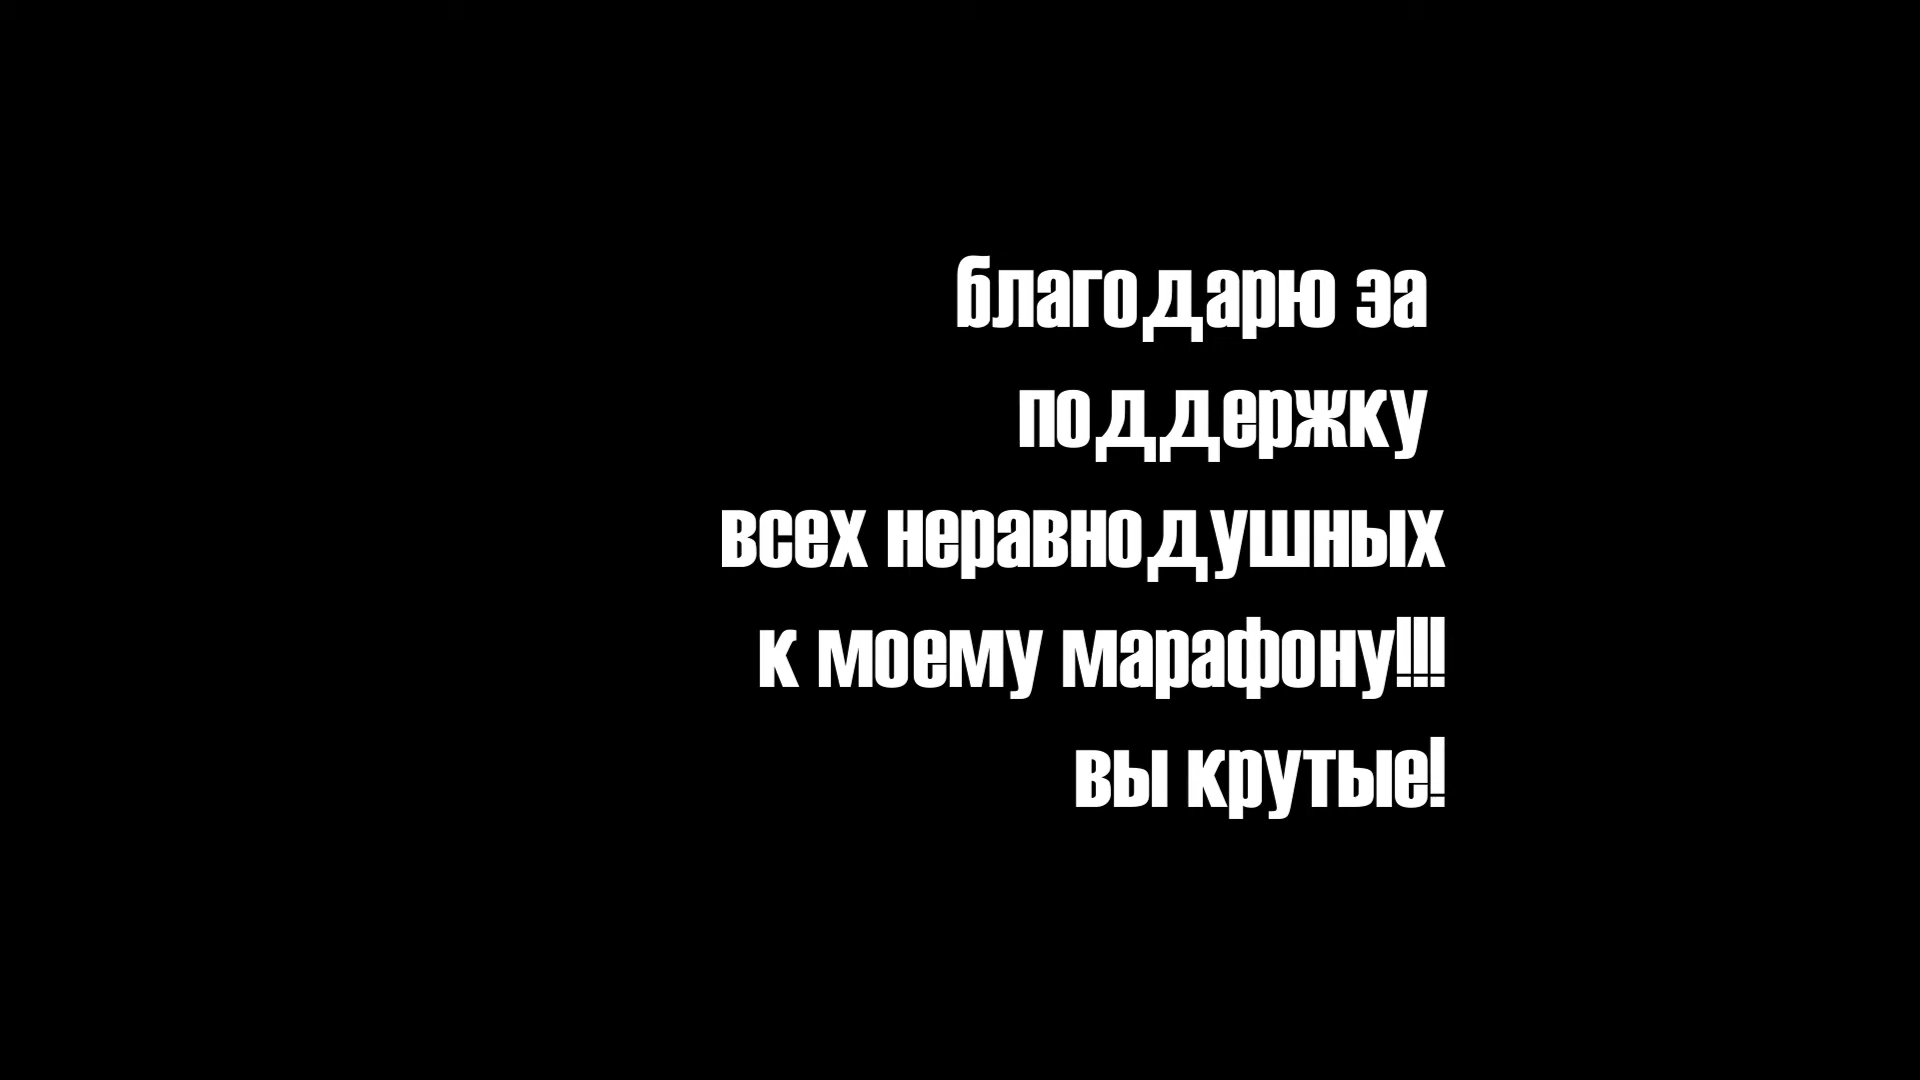 благодарю за
поддержку
всех неравнодушных
к моему марафону!!!
вы крутые!